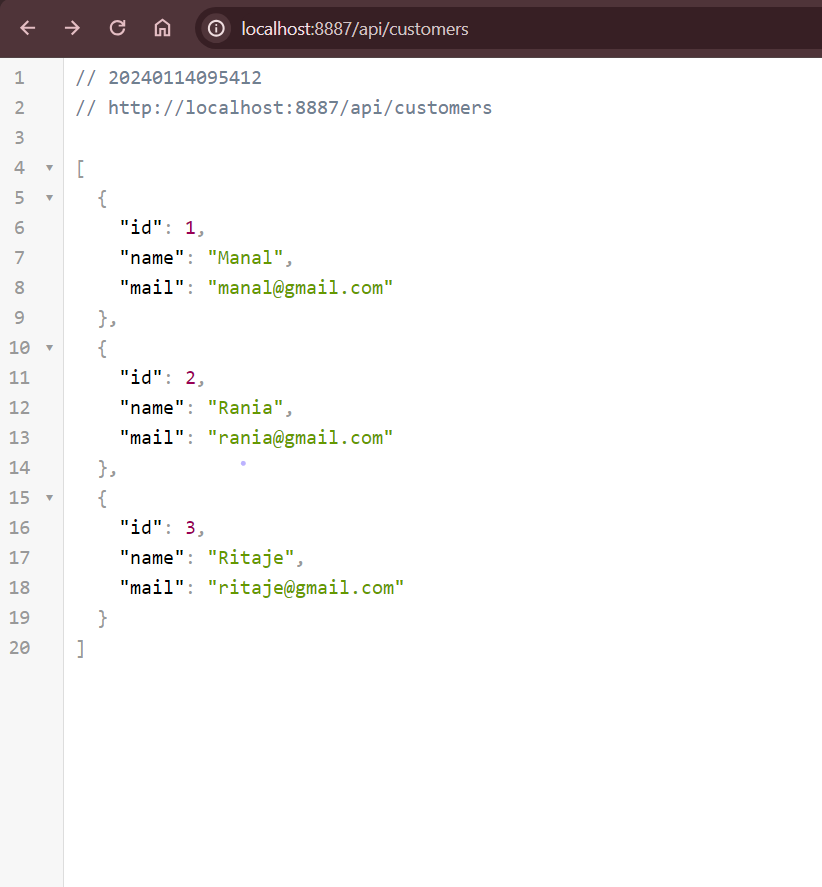 localhost:8887/api/customers
1 // 20240114095412
2 // http://localhost:8887/api/customers
3
4 [
5 {
6 "id": 1,
7 "name": "Manal",
8 "mail": "manal@gmail.com"
9 },
10 {
11 "id": 2,
12 "name": "Rania",
13 "mail": "rania@gmail.com"
14 },
15 {
16 "id": 3,
17 "name": "Ritaje",
18 "mail": "ritaje@gmail.com"
19 }
20 ]